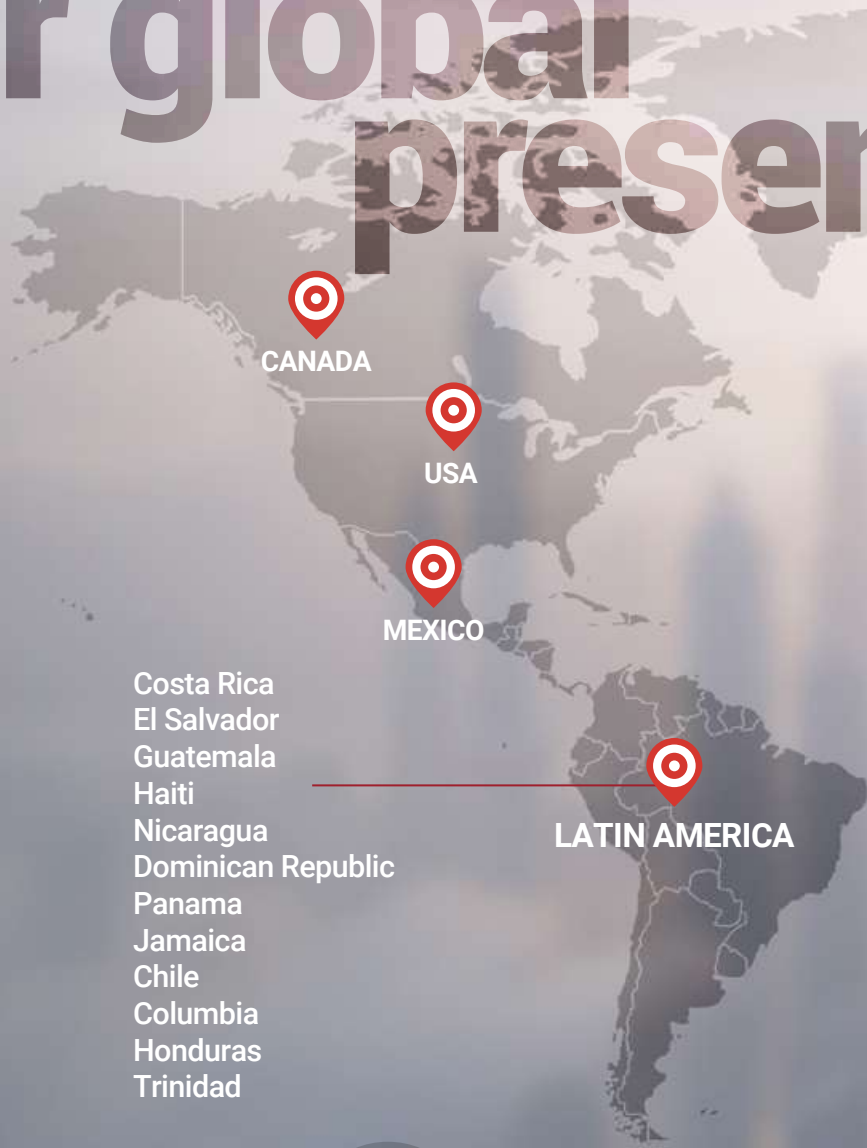 r global
presen
CANADA
USA
MEXICO
Costa Rica
El Salvador
Guatemala
Haiti
Nicaragua
Dominican Republic
Panama
Jamaica
Chile
Columbia
Honduras
Trinidad
LATIN AMERICA